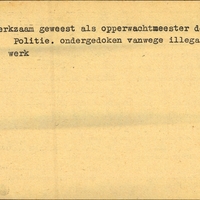 erkzaam geweest als opperwachtmeester d
Politie. ondergedoken vanwege illega
werk